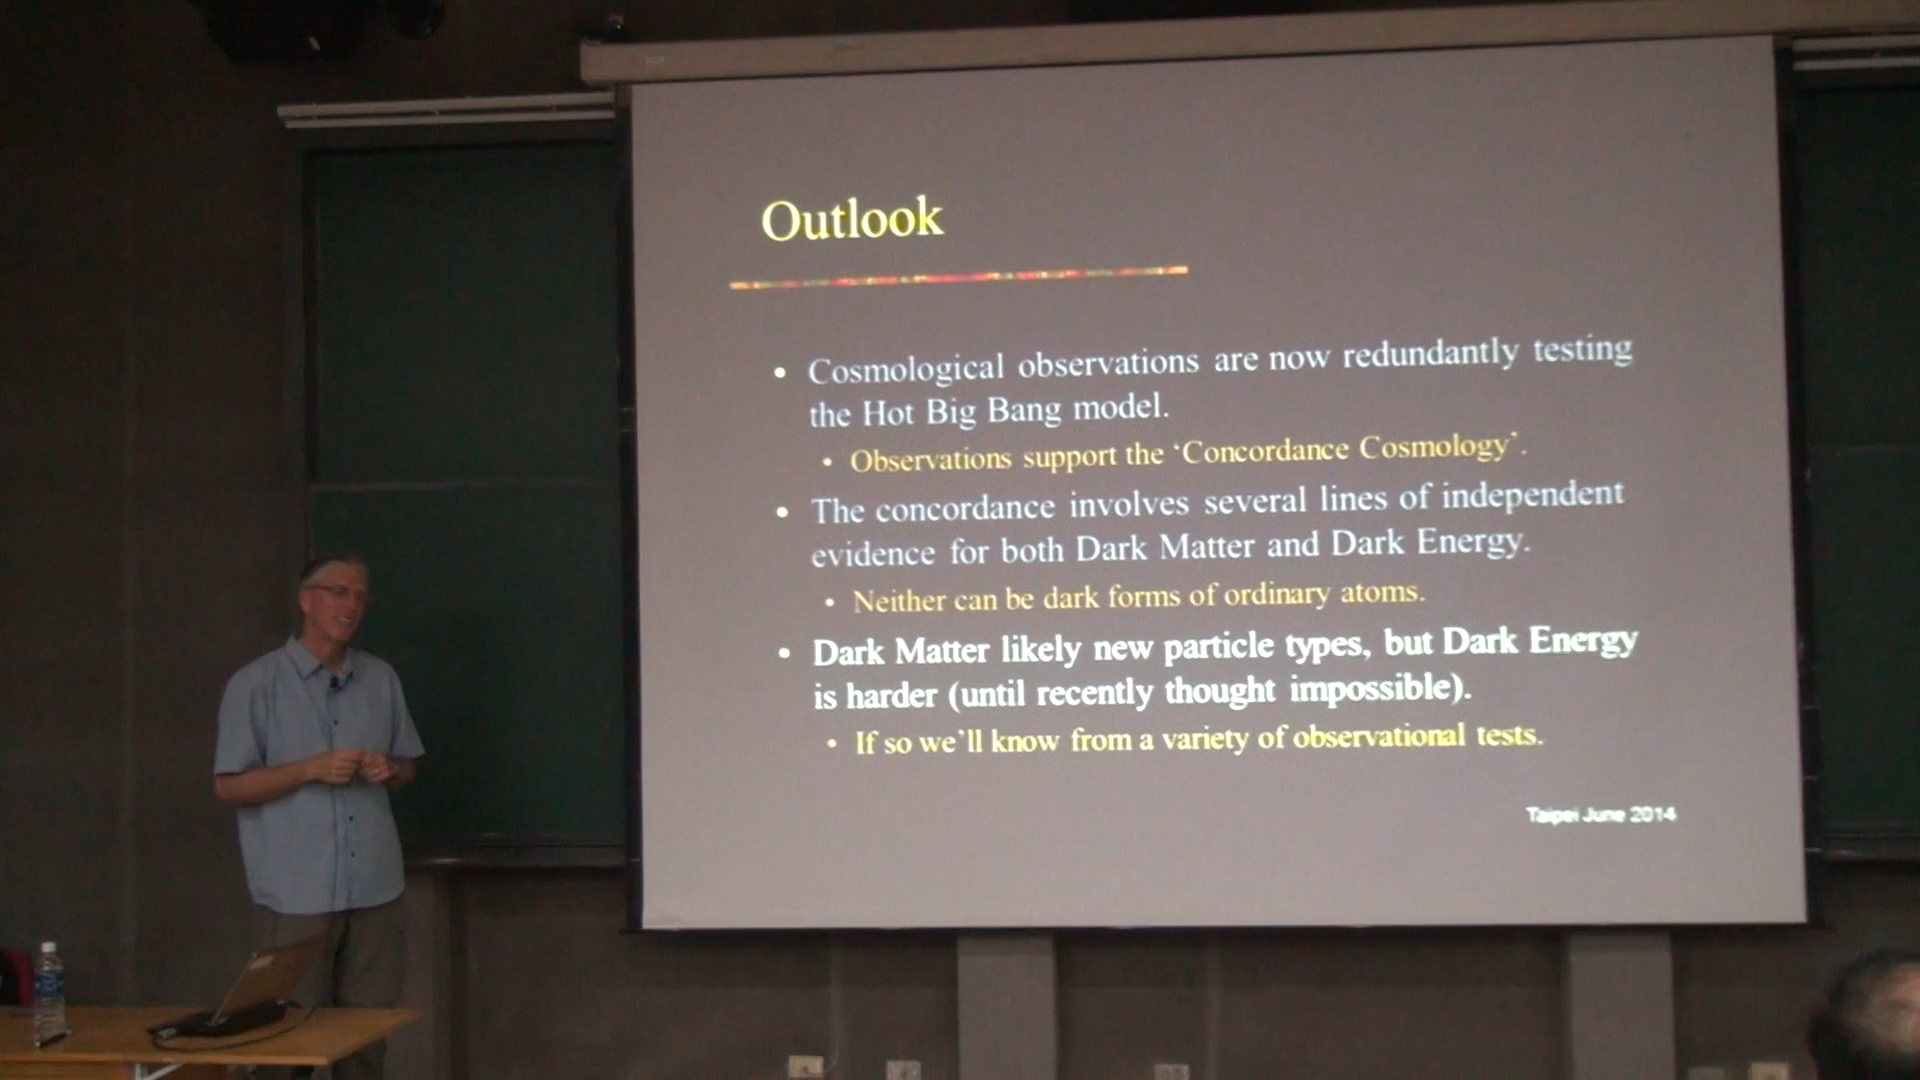 Outlook
• Cosmological observations are now redundantly testing
the Hot Big Bang model.
• Observations support the ‘Concordance Cosmology’.
• The concordance involves several lines of independent
evidence for both Dark Matter and Dark Energy.
• Neither can be dark forms of ordinary atoms.
• Dark Matter likely new particle types, but Dark Energy
is harder (until recently thought impossible).
• If so we’ll know from a variety of observational tests.
Taipei June 2014